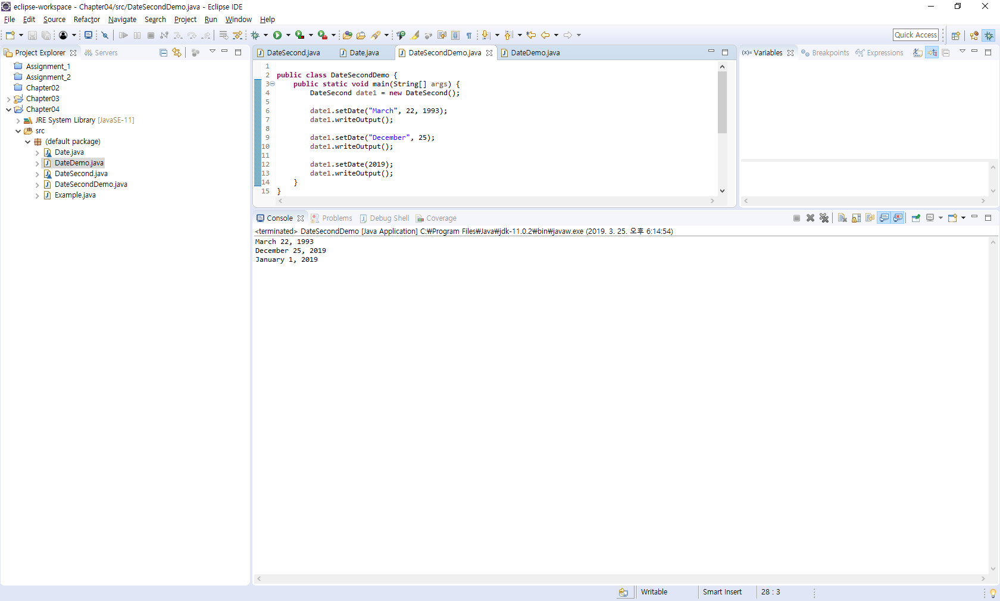 eclipse-workspace - Chapter04/src/DateSecondDemo.java - Eclipse IDE
File Edit Source Refactor Navigate Search Project Run Window Help
Quick Access
Project Explorer Servers
Assignment_1
Assignment_2
Chapter02
Chapter03
Chapter04
JRE System Library [JavaSE-11]
src
(default package)
Date.java
DateDemo.java
DateSecond.java
DateSecondDemo.java
Example.java
DateSecond.java Date.java DateSecondDemo.java DateDemo.java
1
2 public class DateSecondDemo {
3 public static void main(String[] args) {
4 DateSecond date1 = new DateSecond();
5
6 date1.setDate("March", 22, 1993);
7 date1.writeOutput();
8
9 date1.setDate("December", 25);
10 date1.writeOutput();
11
12 date1.setDate(2019);
13 date1.writeOutput();
14 }
15 }
(x)= Variables Breakpoints Expressions
Console Problems Debug Shell Coverage
<terminated> DateSecondDemo [Java Application] C:₩Program Files₩Java₩jdk-11.0.2₩bin₩javaw.exe (2019. 3. 25. 오후 6:14:54)
March 22, 1993
December 25, 2019
January 1, 2019
Writable Smart Insert 28 : 3